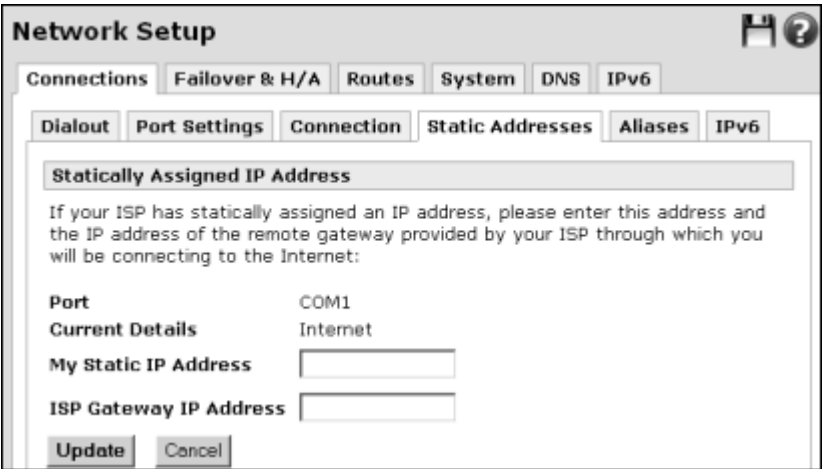 Network Setup
Connections Failover & H/A Routes System DNS IPv6
Dialout Port Settings Connection Static Addresses Aliases IPv6
Statically Assigned IP Address
If your ISP has statically assigned an IP address, please enter this address and
the IP address of the remote gateway provided by your ISP through which you
will be connecting to the Internet:
Port COM1
Current Details Internet
My Static IP Address
ISP Gateway IP Address
Update Cancel